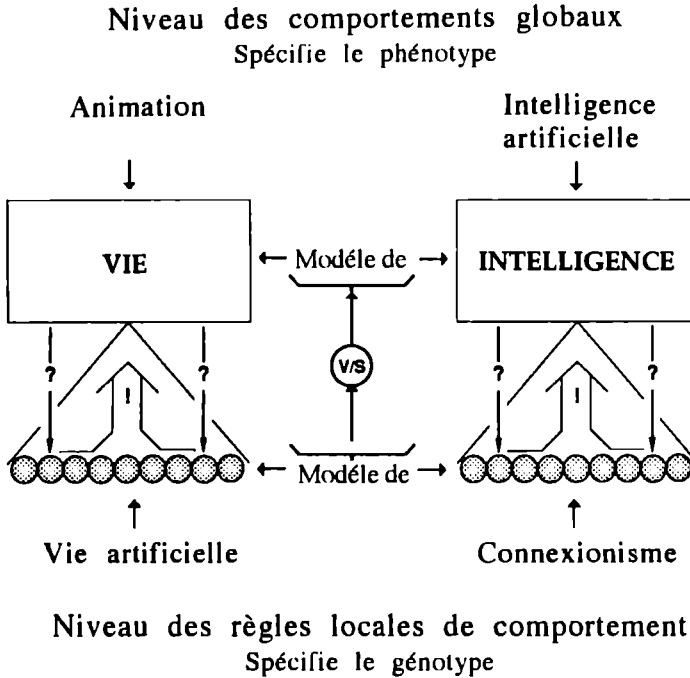 Niveau des comportements globaux
Spécifie le phénotype
Animation
Intelligence
artificielle
VIE
Modéle de
INTELLIGENCE
?
?
?
?
!
!
V/S
Modéle de
Vie artificielle
Connexionisme
Niveau des règles locales de comportement
Spécifie le génotype